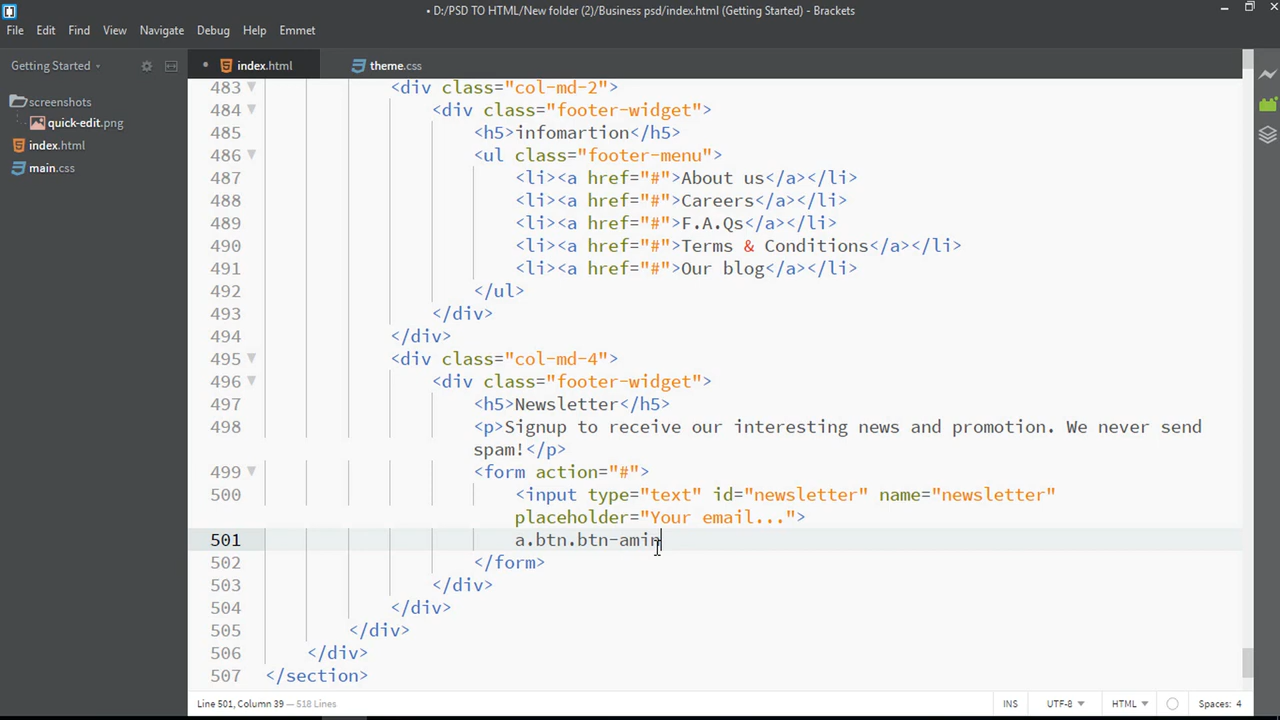 • D:/PSD TO HTML/New folder (2)/Business psd/index.html (Getting Started) - Brackets
File Edit Find View Navigate Debug Help Emmet
Getting Started
• index.html theme.css
screenshots
quick-edit.png
index.html
main.css
483 <div class="col-md-2">
484 <div class="footer-widget">
485 <h5>infomartion</h5>
486 <ul class="footer-menu">
487 <li><a href="#">About us</a></li>
488 <li><a href="#">Careers</a></li>
489 <li><a href="#">F.A.Qs</a></li>
490 <li><a href="#">Terms & Conditions</a></li>
491 <li><a href="#">Our blog</a></li>
492 </ul>
493 </div>
494 </div>
495 <div class="col-md-4">
496 <div class="footer-widget">
497 <h5>Newsletter</h5>
498 <p>Signup to receive our interesting news and promotion. We never send
spam!</p>
499 <form action="#">
500 <input type="text" id="newsletter" name="newsletter"
placeholder="Your email...">
501 a.btn.btn-amin
502 </form>
503 </div>
504 </div>
505 </div>
506 </div>
507 </section>
Line 501, Column 39 — 518 Lines INS UTF-8 HTML Spaces: 4